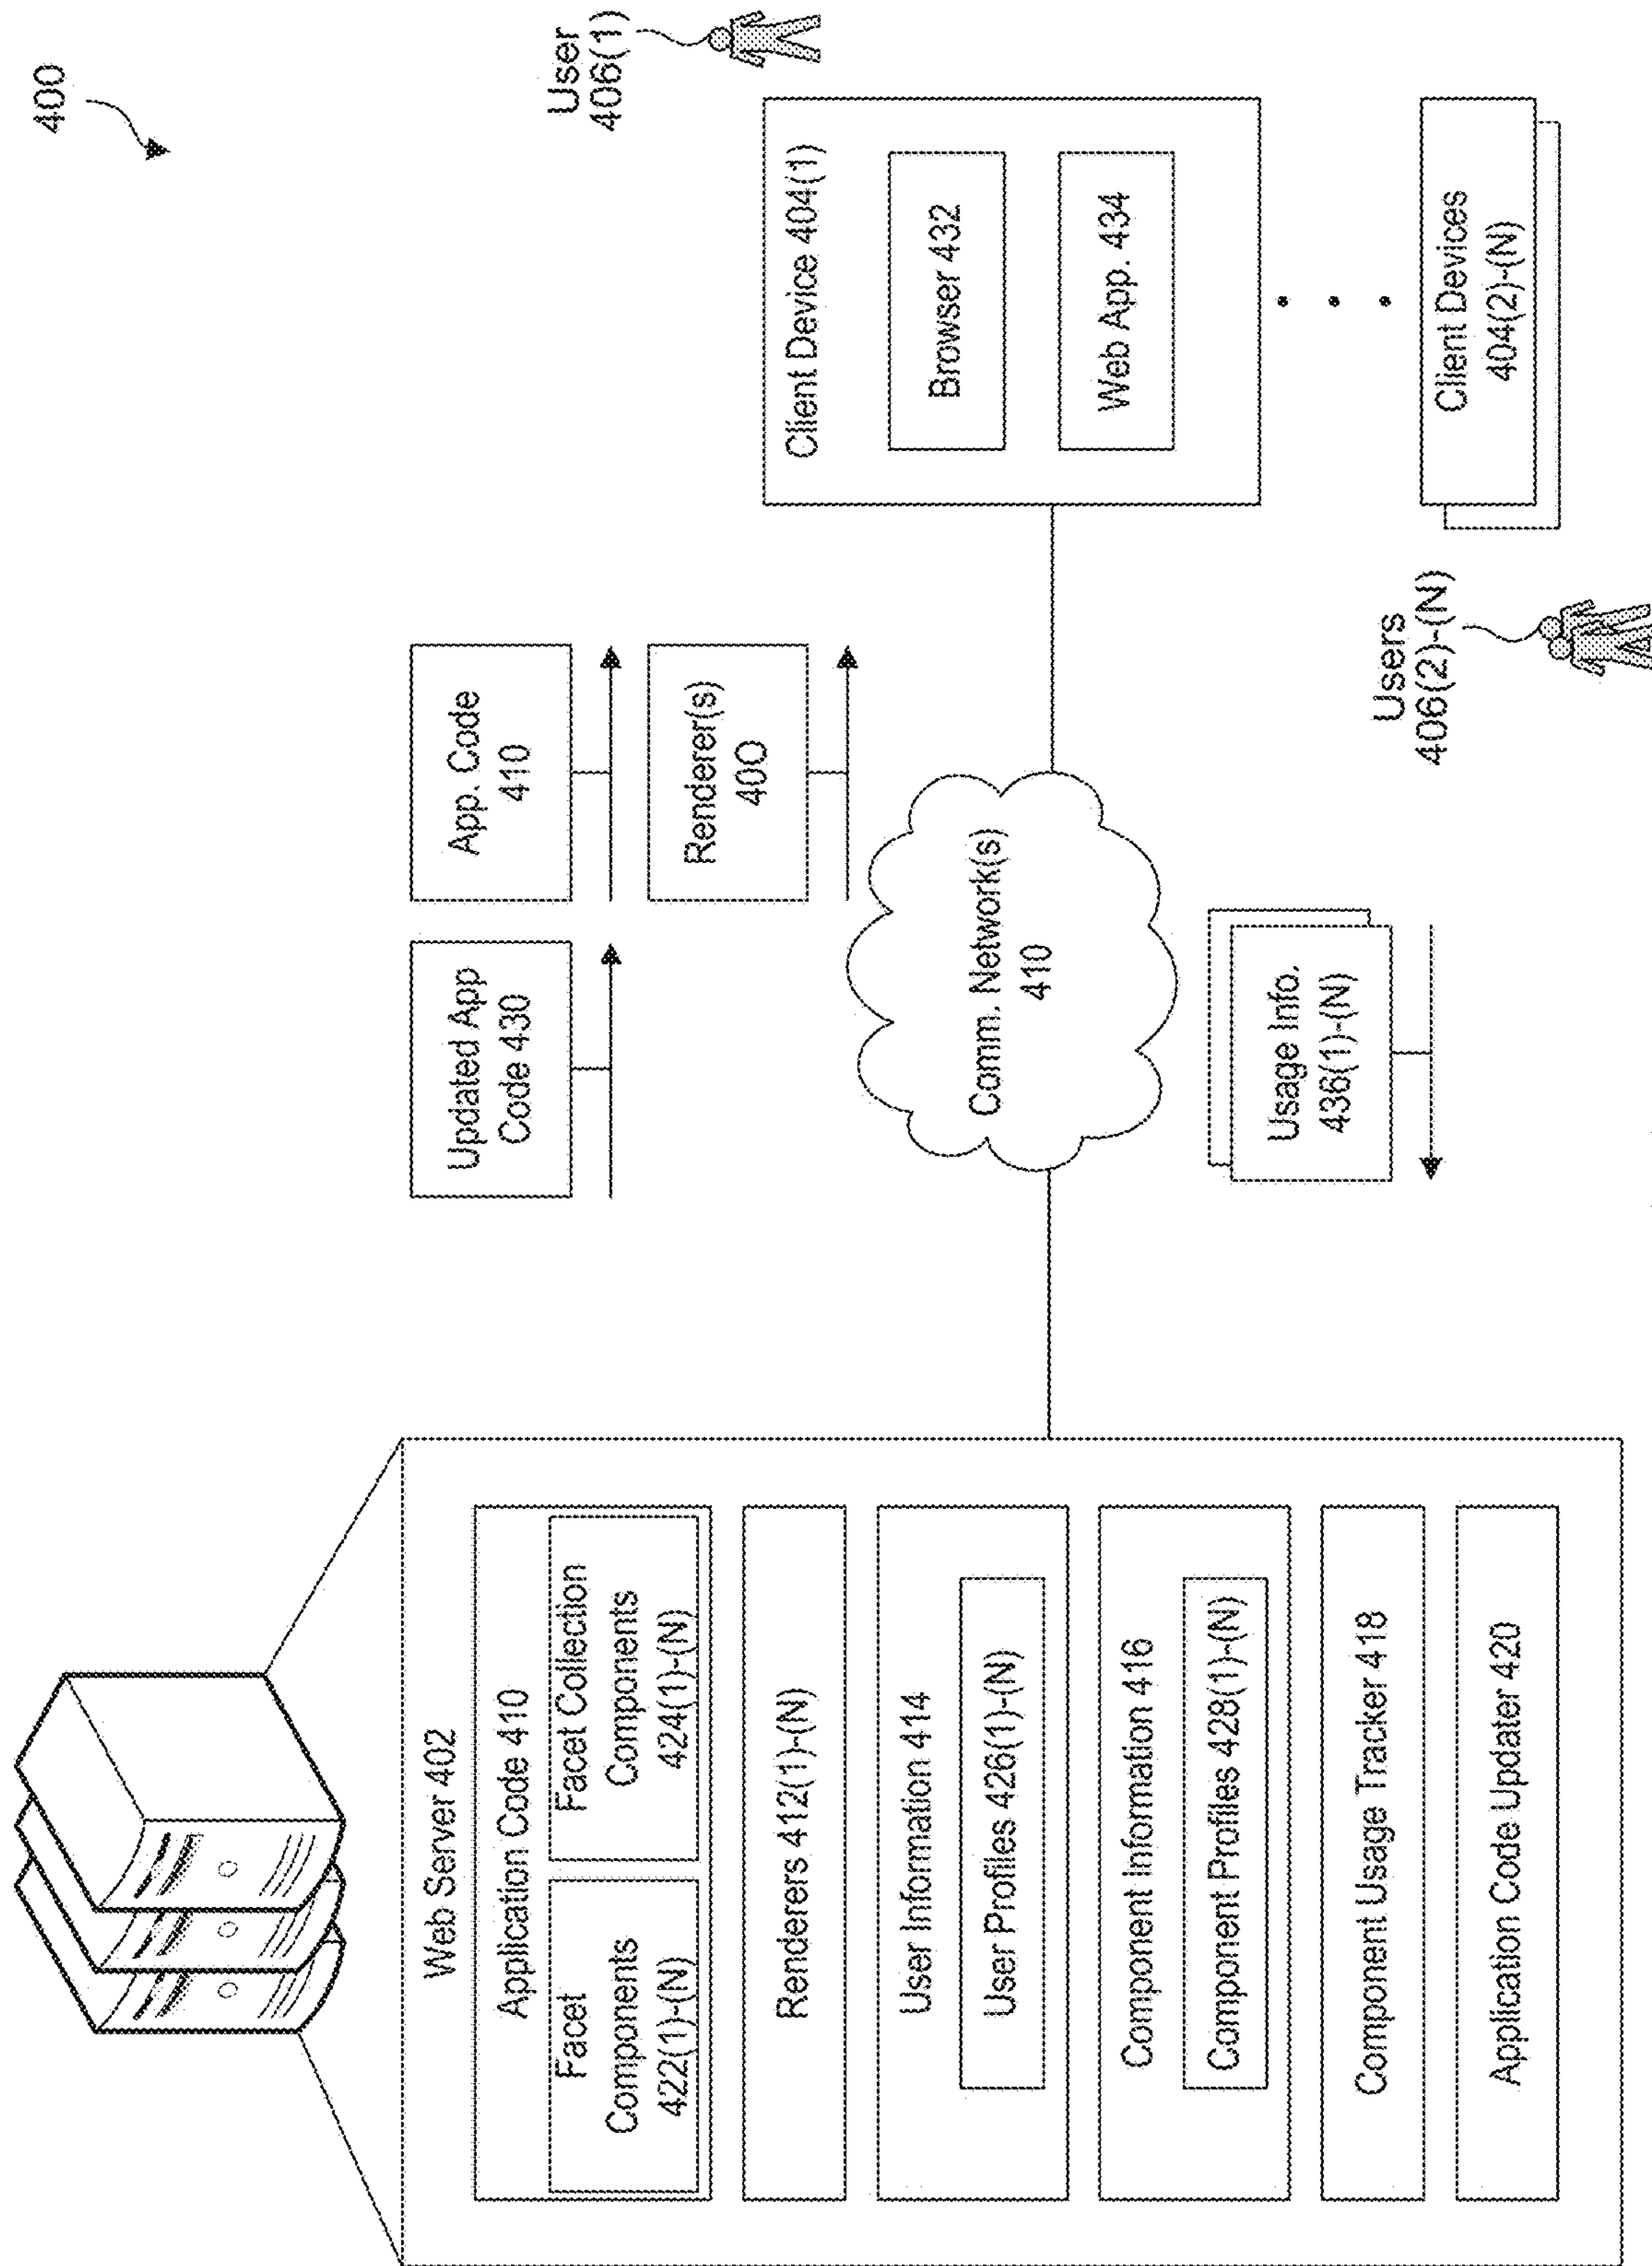 400
Web Server 402
Application Code 410
Facet
Components
422(1)-(N)
Facet Collection
Components
424(1)-(N)
Renderers 412(1)-(N)
User Information 414
User Profiles 426(1)-(N)
Component Information 416
Component Profiles 428(1)-(N)
Component Usage Tracker 418
Application Code Updater 420
Updated App
Code 430
App. Code
410
Renderer(s)
400
Comm. Network(s)
410
Usage Info.
436(1)-(N)
User
406(1)
Client Device 404(1)
Browser 432
Web App. 434
Client Devices
404(2)-(N)
Users
406(2)-(N)